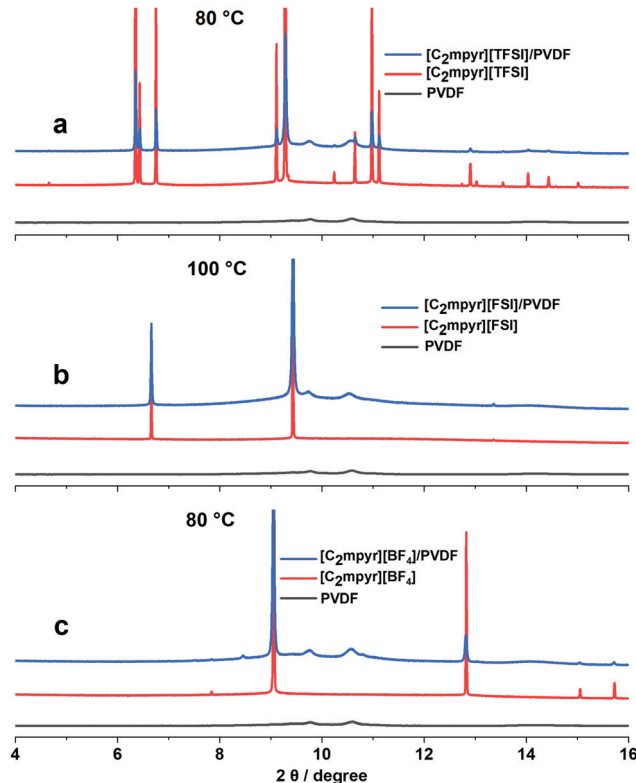 80 °C
[C₂mpyr][TFSI]/PVDF
[C₂mpyr][TFSI]
PVDF
a
100 °C
[C₂mpyr][FSI]/PVDF
[C₂mpyr][FSI]
PVDF
b
80 °C
[C₂mpyr][BF₄]/PVDF
[C₂mpyr][BF₄]
PVDF
c
4 6 8 10 12 14 16
2 θ / degree